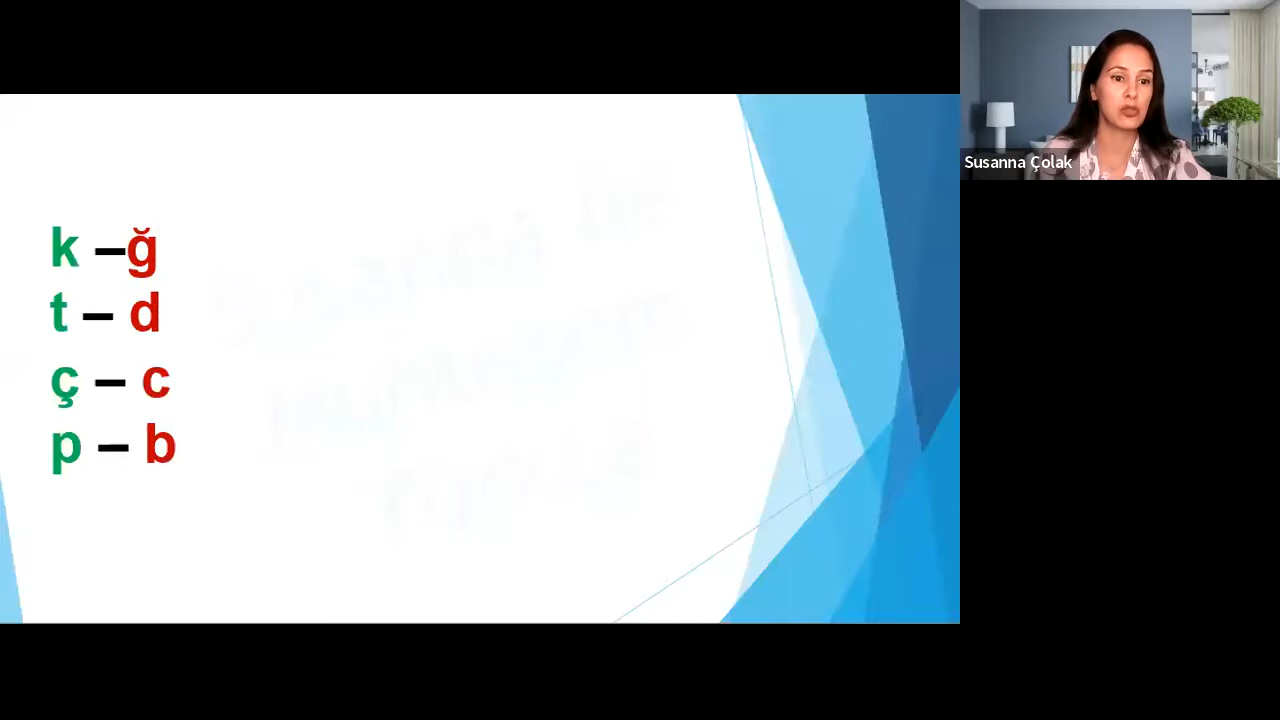 k –ğ
t – d
ç – c
p – b
Susanna Çolak